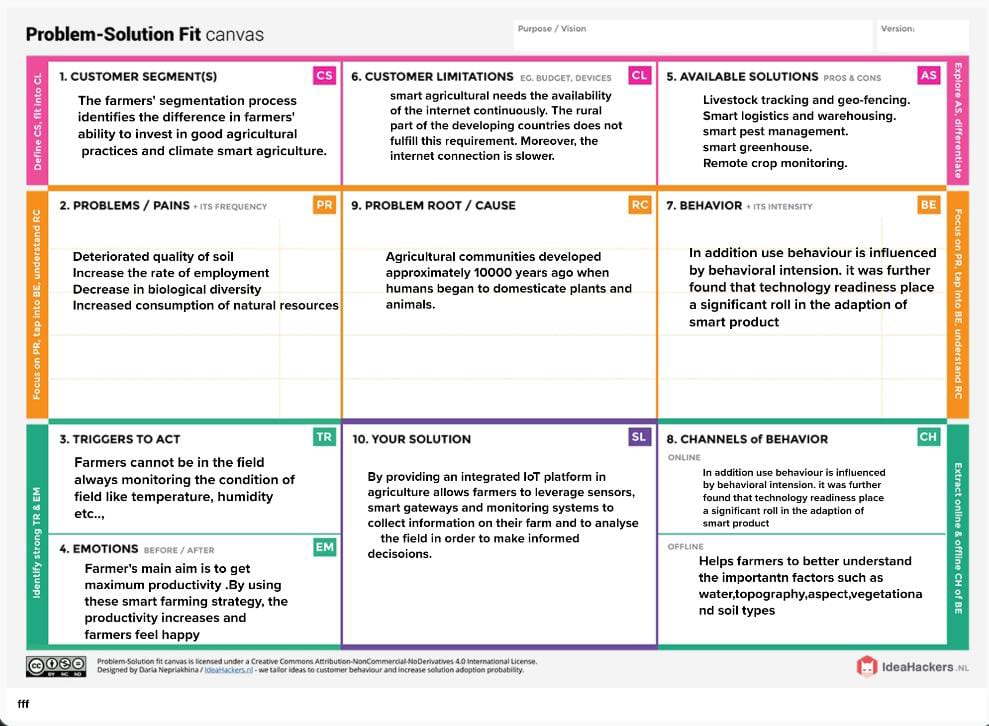 Problem-Solution Fit canvas
Purpose / Vision
Version:
Define CS, fit into CL
1. CUSTOMER SEGMENT(S)
CS
The farmers' segmentation process
identifies the difference in farmers'
ability to invest in good agricultural
practices and climate smart agriculture.
6. CUSTOMER LIMITATIONS EG. BUDGET, DEVICES
CL
smart agricultural needs the availability
of the internet continuously. The rural
part of the developing countries does not
fulfill this requirement. Moreover, the
internet connection is slower.
5. AVAILABLE SOLUTIONS PROS & CONS
AS
Livestock tracking and geo-fencing.
Smart logistics and warehousing.
smart pest management.
smart greenhouse.
Remote crop monitoring.
Explore AS, differentiate
Focus on PR, tap into BE, understand RC
2. PROBLEMS / PAINS + ITS FREQUENCY
PR
Deteriorated quality of soil
Increase the rate of employment
Decrease in biological diversity
Increased consumption of natural resources
9. PROBLEM ROOT / CAUSE
RC
Agricultural communities developed
approximately 10000 years ago when
humans began to domesticate plants and
animals.
7. BEHAVIOR + ITS INTENSITY
BE
In addition use behaviour is influenced
by behavioral intension. it was further
found that technology readiness place
a significant roll in the adaption of
smart product
Focus on PR, tap into BE, understand RC
Identify strong TR & EM
3. TRIGGERS TO ACT
TR
Farmers cannot be in the field
always monitoring the condition of
field like temperature, humidity
etc..,
4. EMOTIONS BEFORE / AFTER
EM
Farmer's main aim is to get
maximum productivity .By using
these smart farming strategy, the
productivity increases and
farmers feel happy
10. YOUR SOLUTION
SL
By providing an integrated IoT platform in
agriculture allows farmers to leverage sensors,
smart gateways and monitoring systems to
collect information on their farm and to analyse
the field in order to make informed
decisoions.
8. CHANNELS of BEHAVIOR
CH
ONLINE
In addition use behaviour is influenced
by behavioral intension. it was further
found that technology readiness place
a significant roll in the adaption of
smart product
OFFLINE
Helps farmers to better understand
the importantn factors such as
water,topography,aspect,vegetationa
nd soil types
Extract online & offline CH of BE
CC BY NC ND
Problem-Solution fit canvas is licensed under a Creative Commons Attribution-NonCommercial-NoDerivatives 4.0 International License.
Designed by Daria Nepriakhina / IdeaHackers.nl - we tailor ideas to customer behaviour and increase solution adoption probability.
IdeaHackers.NL
fff